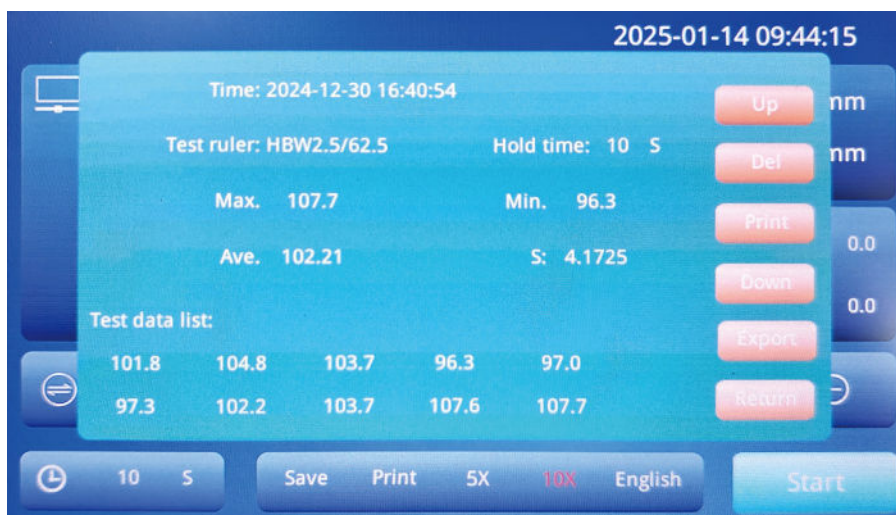 2025-01-14 09:44:15
Time: 2024-12-30 16:40:54
Up
mm
Test ruler: HBW2.5/62.5 Hold time: 10 S
Del
mm
Max. 107.7 Min. 96.3
Print
0.0
Ave. 102.21 S: 4.1725
Down
0.0
Test data list:
Export
101.8 104.8 103.7 96.3 97.0
97.3 102.2 103.7 107.6 107.7
Return
10 S Save Print 5X 10X English Start